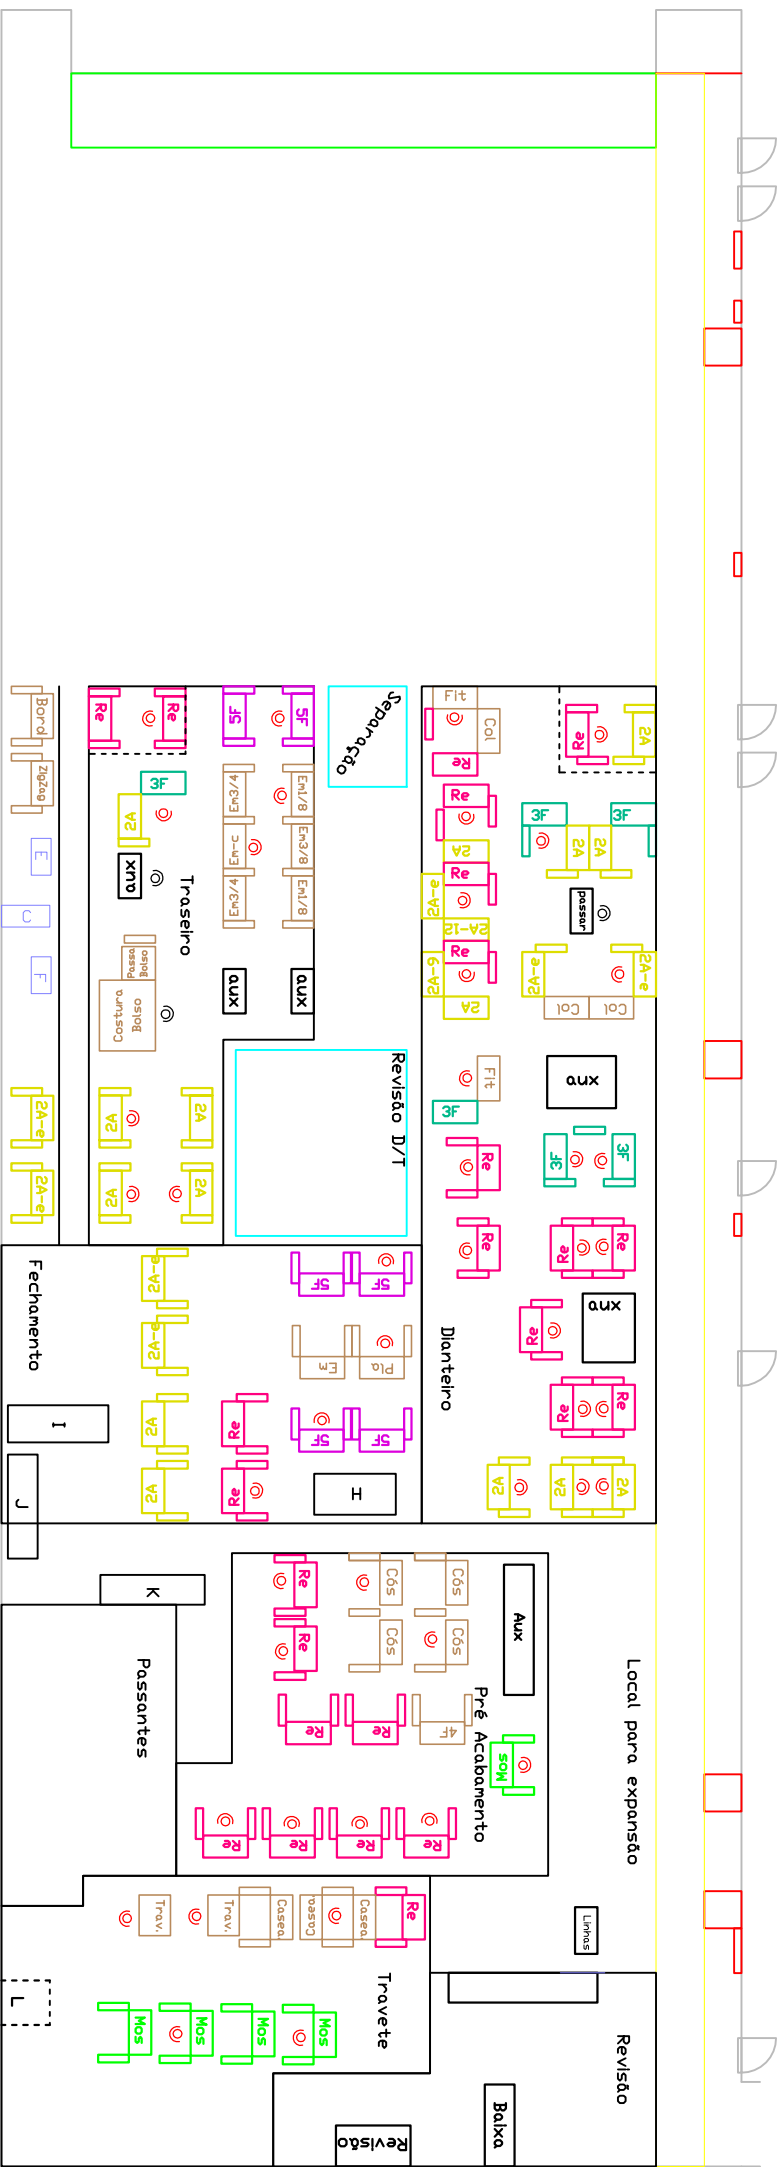 Separação
Fit
Col
Re
2A
Bord
Re
Re
5F
5F
Re
ZigZag
3F
Em3/4
Em1/8
Re
3F
3F
2A
2A
2A
2A
E
aux
Em-c
Em3/8
Re
2A-e
Em3/4
Em1/8
passar
C
Traseiro
2A-12
Re
F
Passa
Bolso
2A-9
2A-e
2A-e
aux
aux
2A
Col
Col
Costura
Bolso
Revisão D/T
Fit
aux
2A-e
2A
2A
3F
3F
3F
Re
2A-e
2A
2A
Re
Re
Re
Fechamento
2A-e
5F
5F
aux
2A-e
Em
Pla
Dianteiro
Re
I
2A
Re
5F
5F
Re
Re
J
2A
Re
H
2A
2A
2A
K
Re
Cós
Cós
Aux
Re
Cós
Cós
Passantes
Re
Re
4F
Pré Acabamento
Mos
Local para expansão
Re
Re
Re
Re
Trav.
Trav.
Casea
Casea
Casea
Re
Linhas
L
Mos
Mos
Mos
Mos
Travete
Revisão
Revisão
Baixa